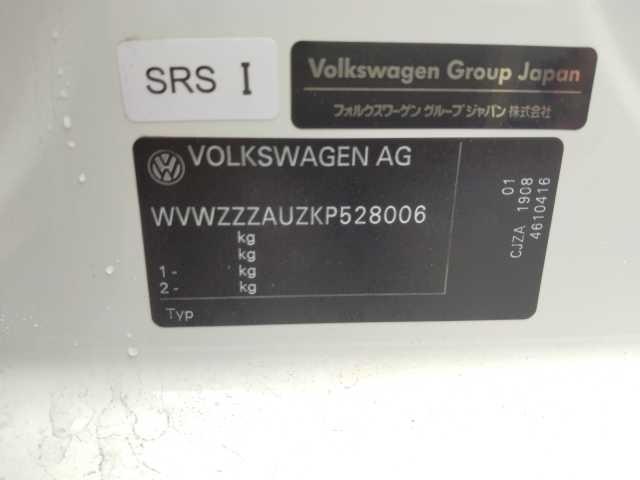 SRS I
Volkswagen Group Japan
フォルクスワーゲン グループ ジャパン 株式会社
VOLKSWAGEN AG
WVWZZZAUZKP528006
kg
kg
1 - kg
2 - kg
Typ
01
CJZA 1908
4610416